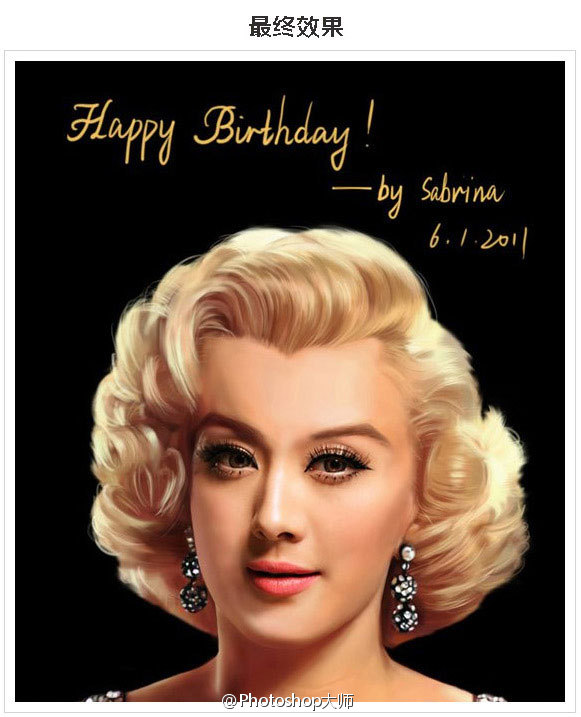 最终效果
Happy Birthday!
—by Sabrina
6.1.2011
@Photoshop大师